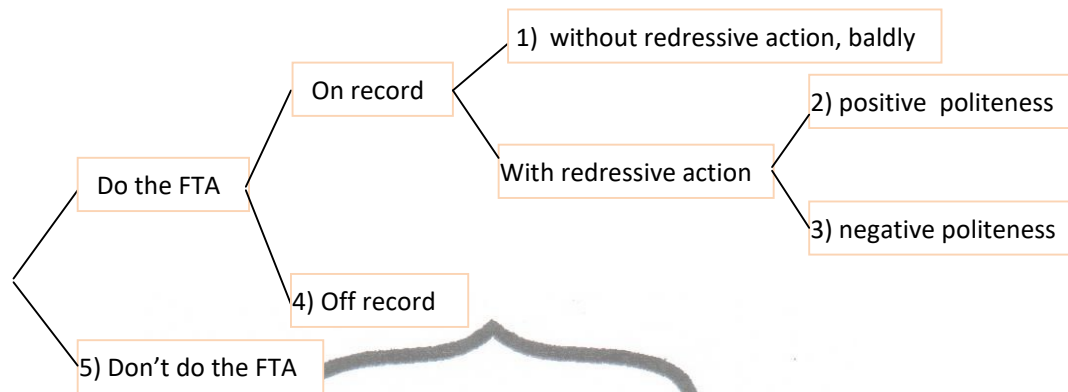 1) without redressive action, baldly
On record
2) positive politeness
With redressive action
Do the FTA
3) negative politeness
4) Off record
5) Don’t do the FTA